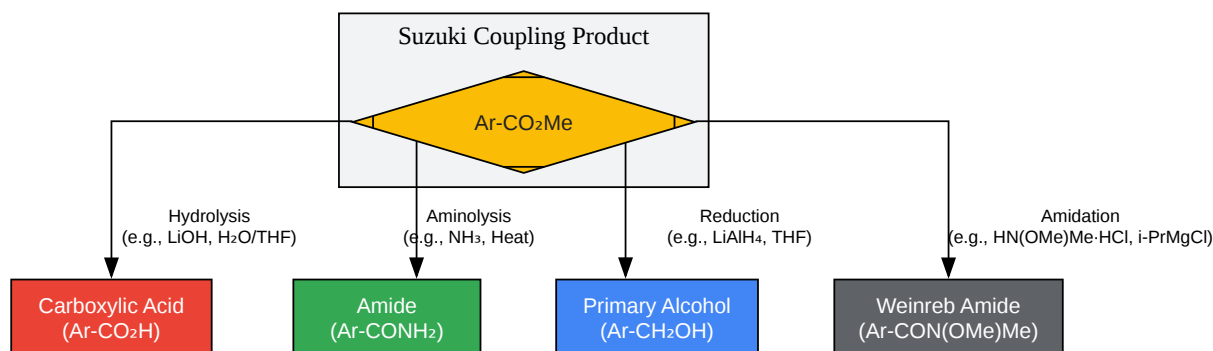 Suzuki Coupling Product
Ar-CO₂Me
Hydrolysis
(e.g., LiOH, H₂O/THF)
Aminolysis
(e.g., NH₃, Heat)
Reduction
(e.g., LiAlH₄, THF)
Amidation
(e.g., HN(OMe)Me·HCl, i-PrMgCl)
Carboxylic Acid
(Ar-CO₂H)
Amide
(Ar-CONH₂)
Primary Alcohol
(Ar-CH₂OH)
Weinreb Amide
(Ar-CON(OMe)Me)